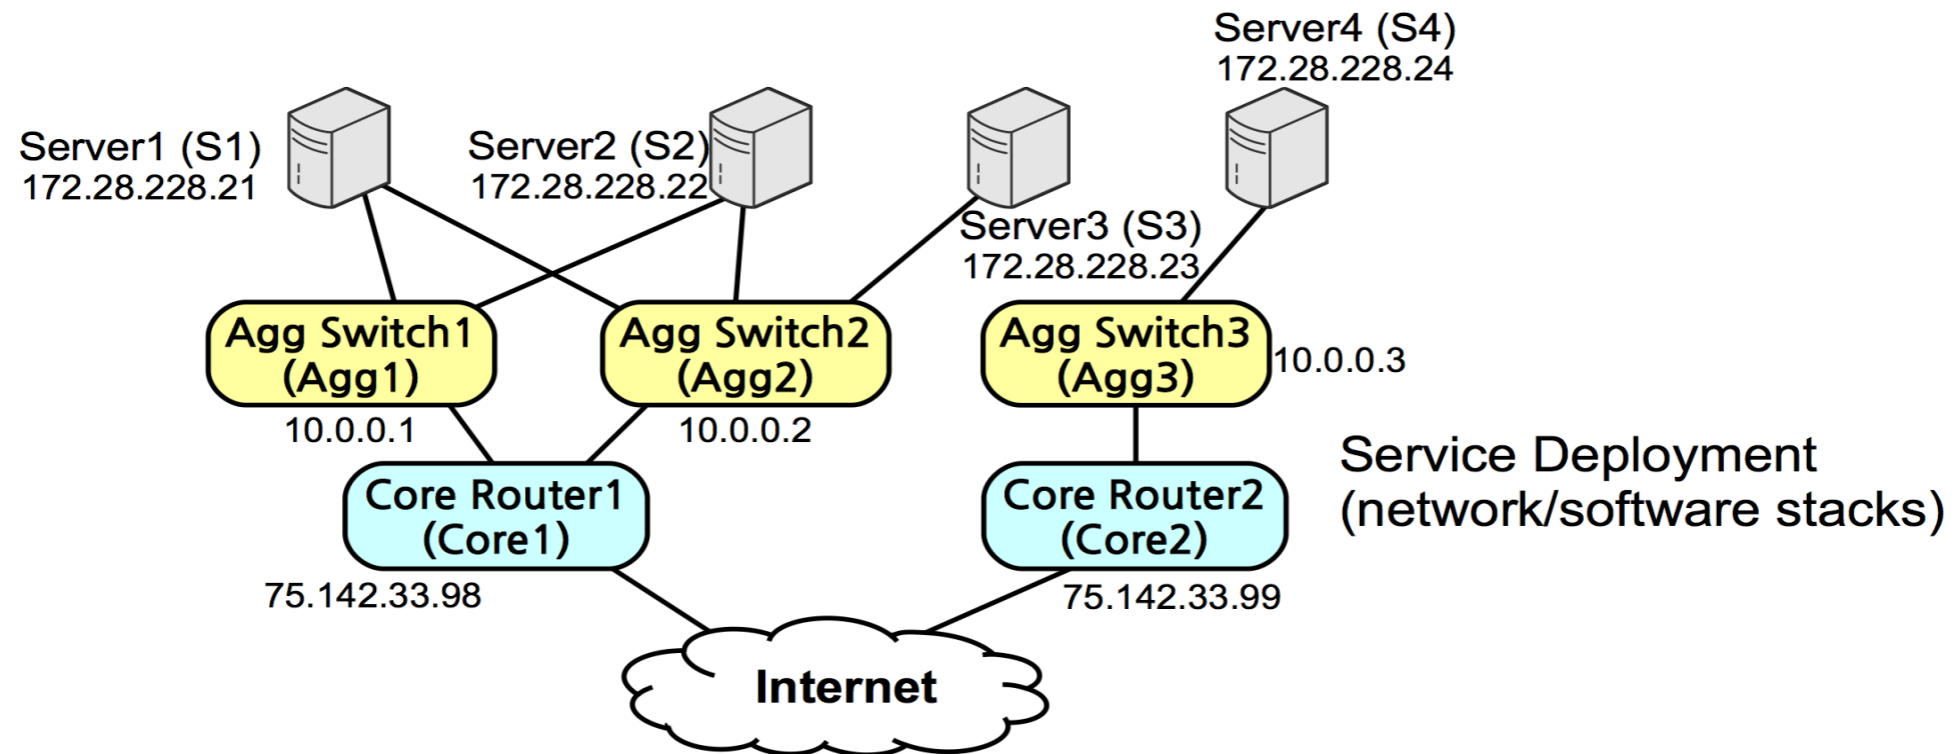 Server4 (S4)
172.28.228.24
Server1 (S1)
172.28.228.21
Server2 (S2)
172.28.228.22
Server3 (S3)
172.28.228.23
Agg Switch1
(Agg1)
10.0.0.1
Agg Switch2
(Agg2)
10.0.0.2
Agg Switch3
(Agg3)
10.0.0.3
Core Router1
(Core1)
75.142.33.98
Core Router2
(Core2)
75.142.33.99
Service Deployment
(network/software stacks)
Internet